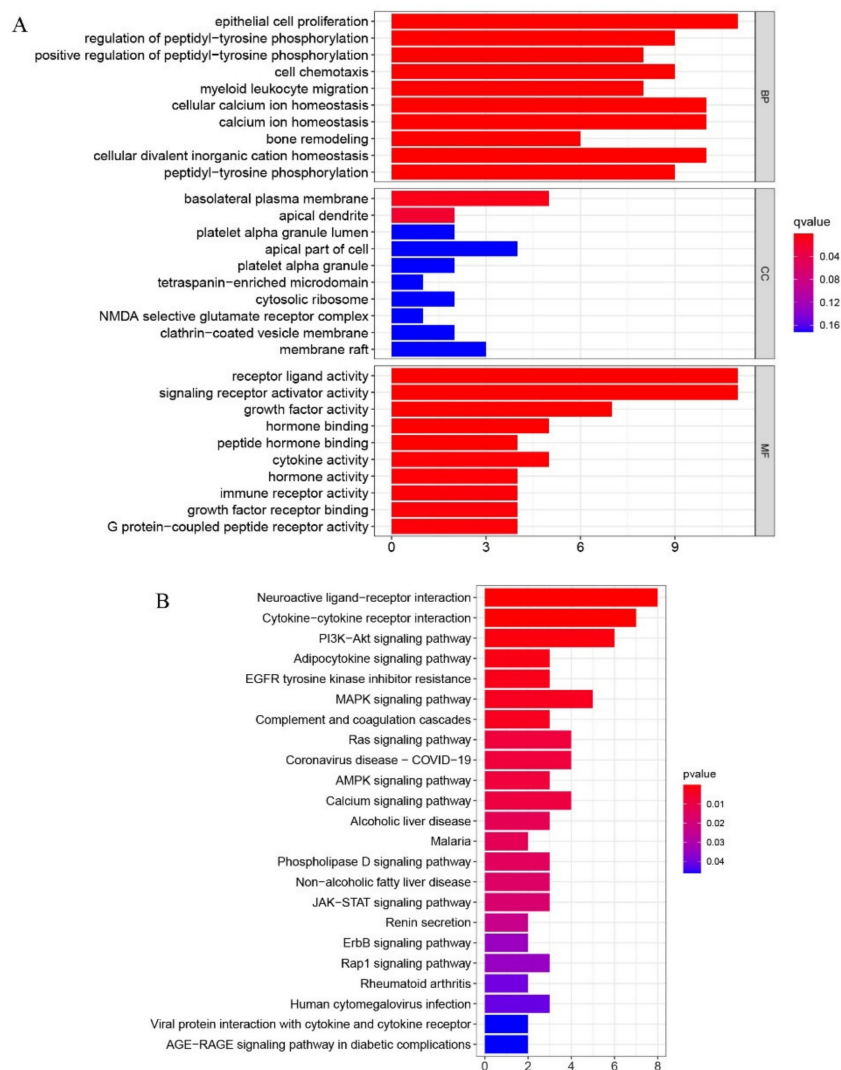 A
epithelial cell proliferation
regulation of peptidyl−tyrosine phosphorylation
positive regulation of peptidyl−tyrosine phosphorylation
cell chemotaxis
myeloid leukocyte migration
cellular calcium ion homeostasis
calcium ion homeostasis
bone remodeling
cellular divalent inorganic cation homeostasis
peptidyl−tyrosine phosphorylation
BP
basolateral plasma membrane
apical dendrite
platelet alpha granule lumen
apical part of cell
platelet alpha granule
tetraspanin−enriched microdomain
cytosolic ribosome
NMDA selective glutamate receptor complex
clathrin−coated vesicle membrane
membrane raft
CC
receptor ligand activity
signaling receptor activator activity
growth factor activity
hormone binding
peptide hormone binding
cytokine activity
hormone activity
immune receptor activity
growth factor receptor binding
G protein−coupled peptide receptor activity
MF
0 3 6 9
qvalue
0.04
0.08
0.12
0.16
B
Neuroactive ligand−receptor interaction
Cytokine−cytokine receptor interaction
PI3K−Akt signaling pathway
Adipocytokine signaling pathway
EGFR tyrosine kinase inhibitor resistance
MAPK signaling pathway
Complement and coagulation cascades
Ras signaling pathway
Coronavirus disease − COVID−19
AMPK signaling pathway
Calcium signaling pathway
Alcoholic liver disease
Malaria
Phospholipase D signaling pathway
Non−alcoholic fatty liver disease
JAK−STAT signaling pathway
Renin secretion
ErbB signaling pathway
Rap1 signaling pathway
Rheumatoid arthritis
Human cytomegalovirus infection
Viral protein interaction with cytokine and cytokine receptor
AGE−RAGE signaling pathway in diabetic complications
0 2 4 6 8
pvalue
0.01
0.02
0.03
0.04